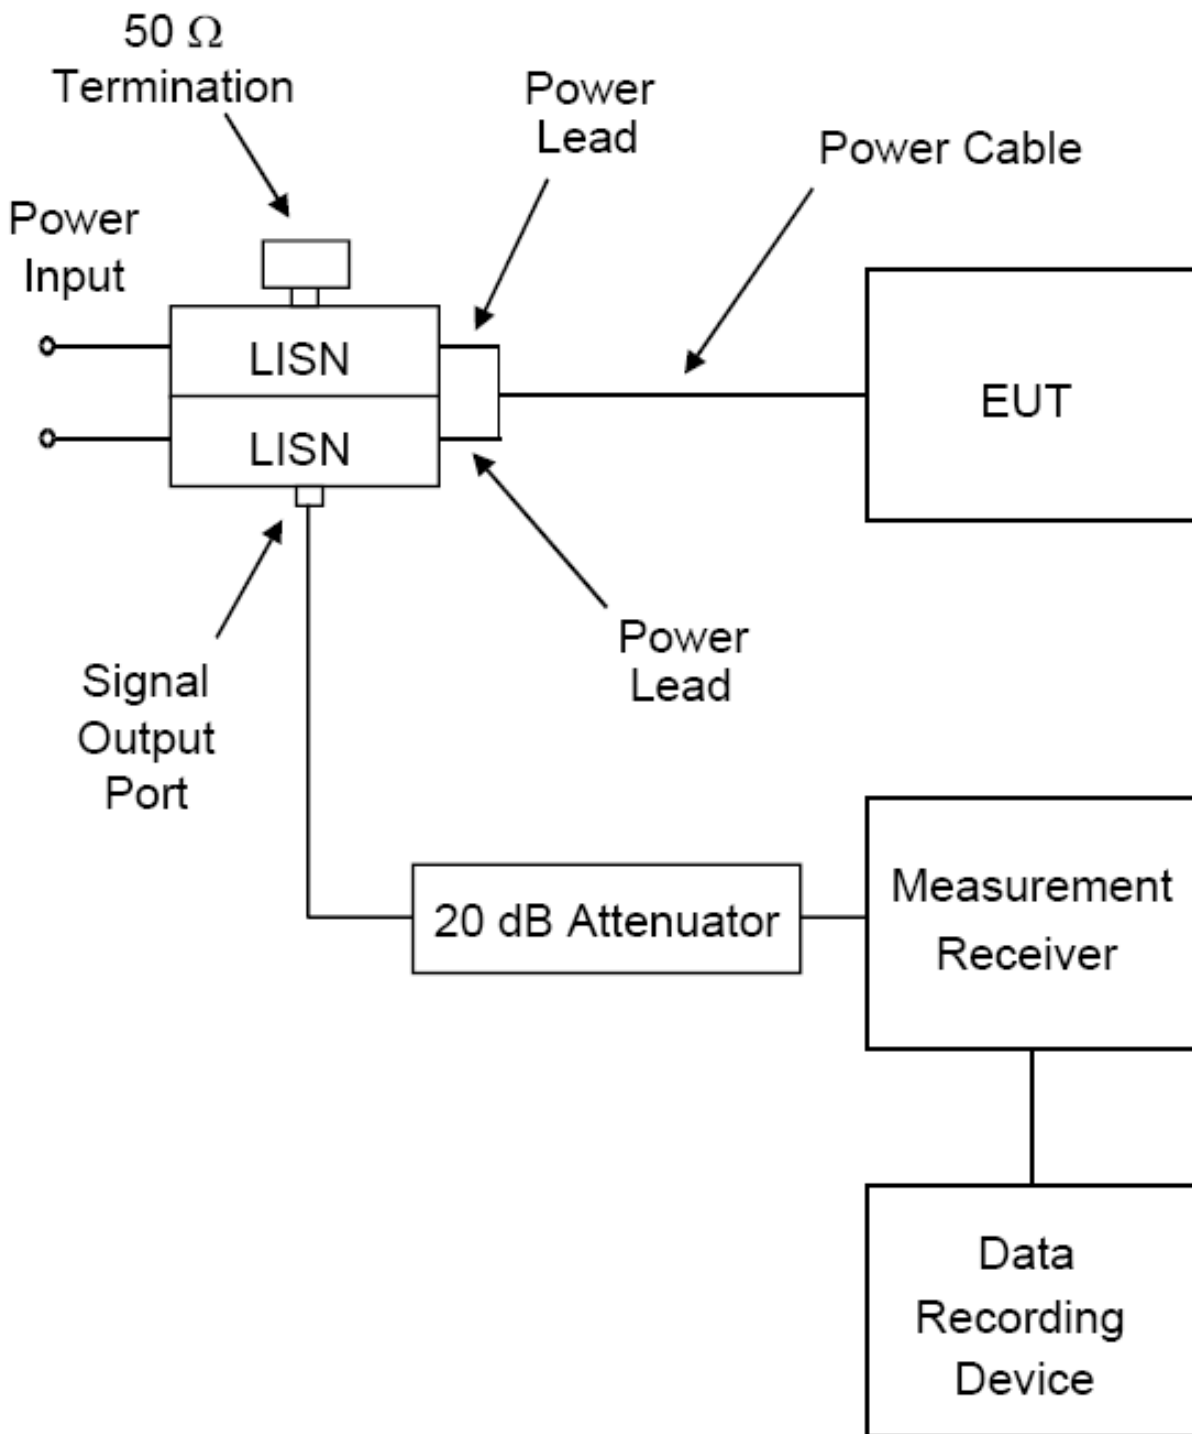 50 Ω
Termination
Power
Lead
Power Cable
Power
Input
LISN
LISN
EUT
Power
Lead
Signal
Output
Port
20 dB Attenuator
Measurement
Receiver
Data
Recording
Device